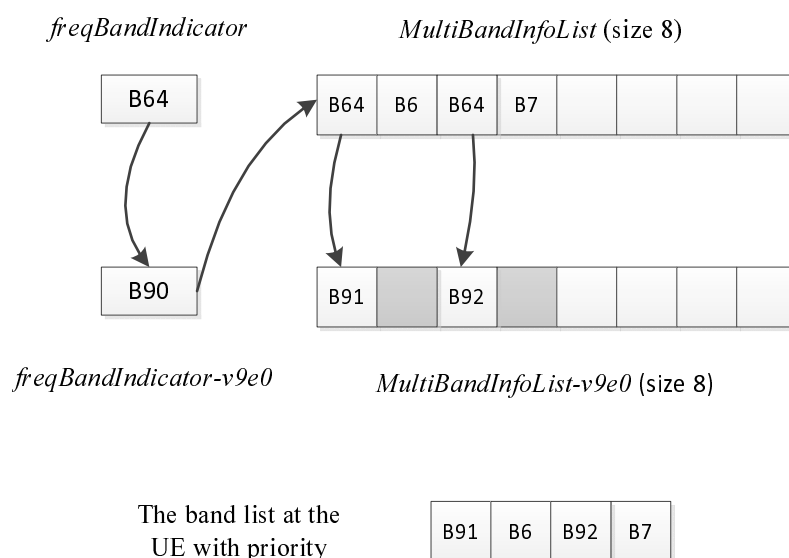 freqBandIndicator MultiBandInfoList (size 8)
B64 B64 B6 B64 B7
B90 B91 B92
freqBandIndicator-v9e0 MultiBandInfoList-v9e0 (size 8)
The band list at the
UE with priority
B91 B6 B92 B7